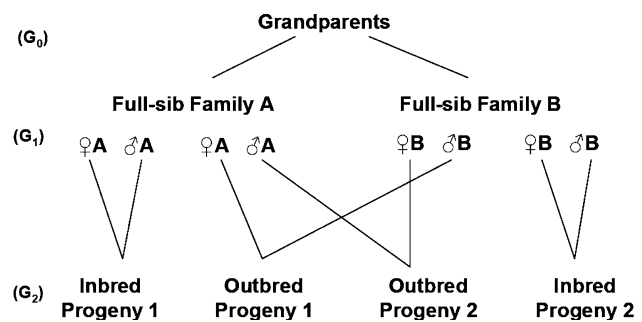 Grandparents
(G₀)
Full-sib Family A Full-sib Family B
(G₁)
♀A ♂A ♀A ♂A ♀B ♂B ♀B ♂B
(G₂)
Inbred Outbred Outbred Inbred
Progeny 1 Progeny 1 Progeny 2 Progeny 2